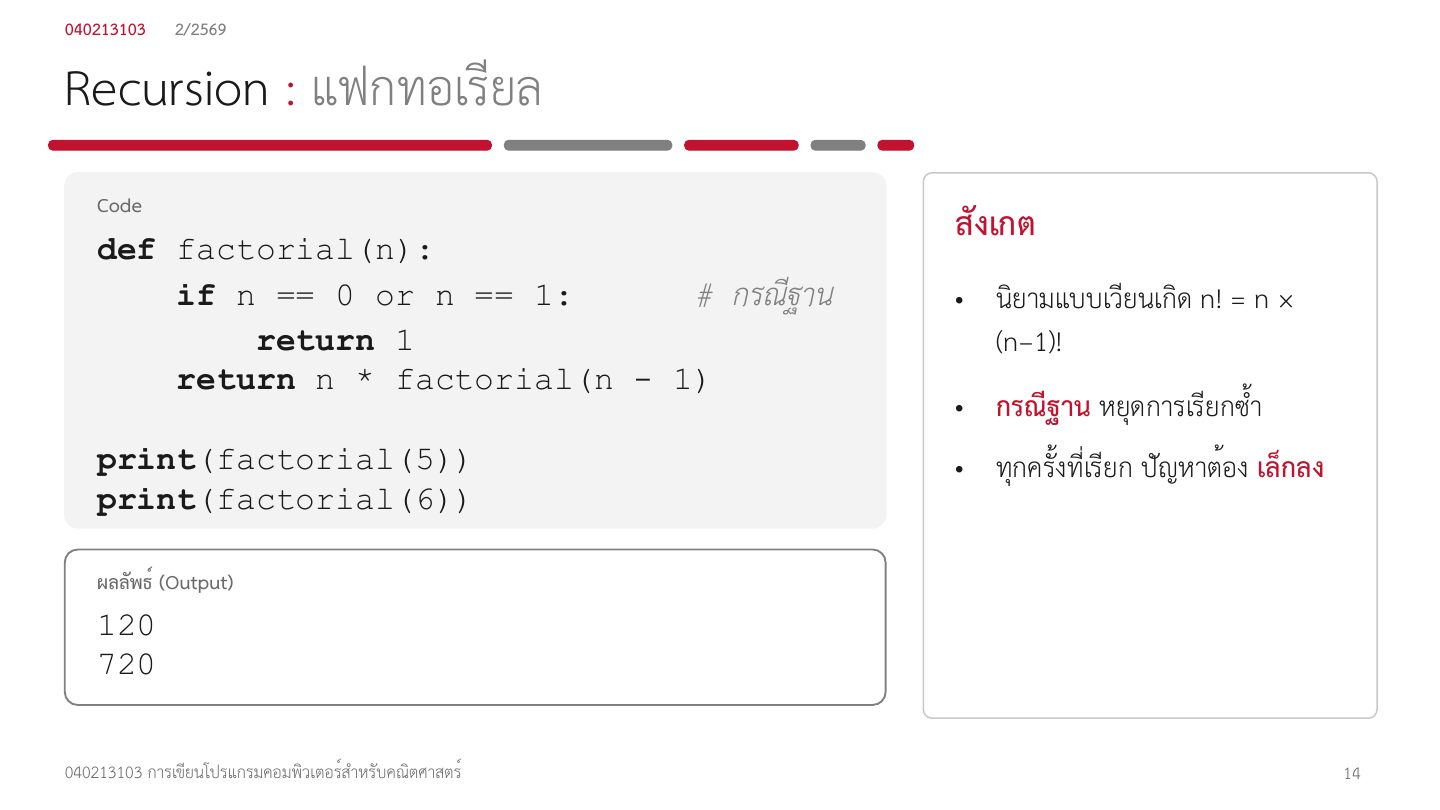 040213103 2/2569
Recursion : แฟกทอเรียล
Code
def factorial(n):
    if n == 0 or n == 1:      # กรณีฐาน
        return 1
    return n * factorial(n - 1)
print(factorial(5))
print(factorial(6))
ผลลัพธ์ (Output)
120
720
สังเกต
• นิยามแบบเวียนเกิด n! = n ×
(n−1)!
• กรณีฐาน หยุดการเรียกซ้ำ
• ทุกครั้งที่เรียก ปัญหาต้อง เล็กลง
040213103 การเขียนโปรแกรมคอมพิวเตอร์สำหรับคณิตศาสตร์
14